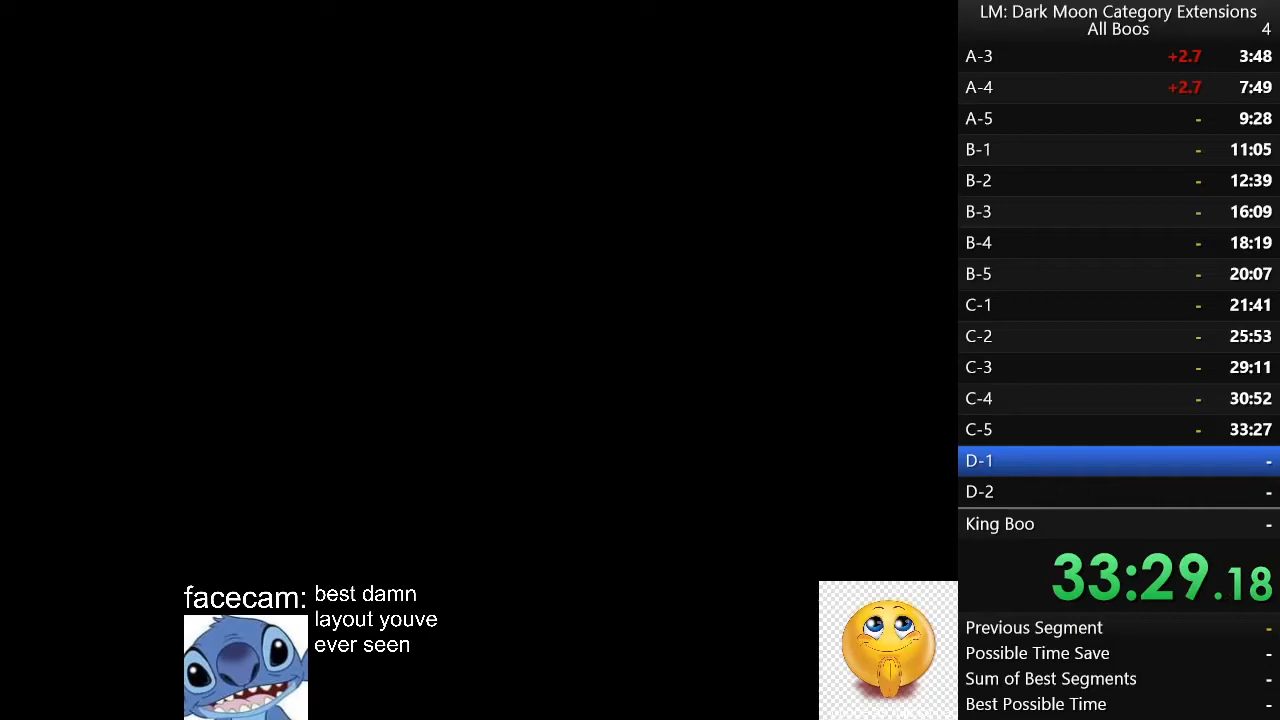 LM: Dark Moon Category Extensions
All Boos 4
A-3 +2.7 3:48
A-4 +2.7 7:49
A-5 - 9:28
B-1 - 11:05
B-2 - 12:39
B-3 - 16:09
B-4 - 18:19
B-5 - 20:07
C-1 - 21:41
C-2 - 25:53
C-3 - 29:11
C-4 - 30:52
C-5 - 33:27
D-1 -
D-2 -
King Boo -
33:29.18
Previous Segment -
Possible Time Save -
Sum of Best Segments -
Best Possible Time -
facecam:
best damn
layout youve
ever seen